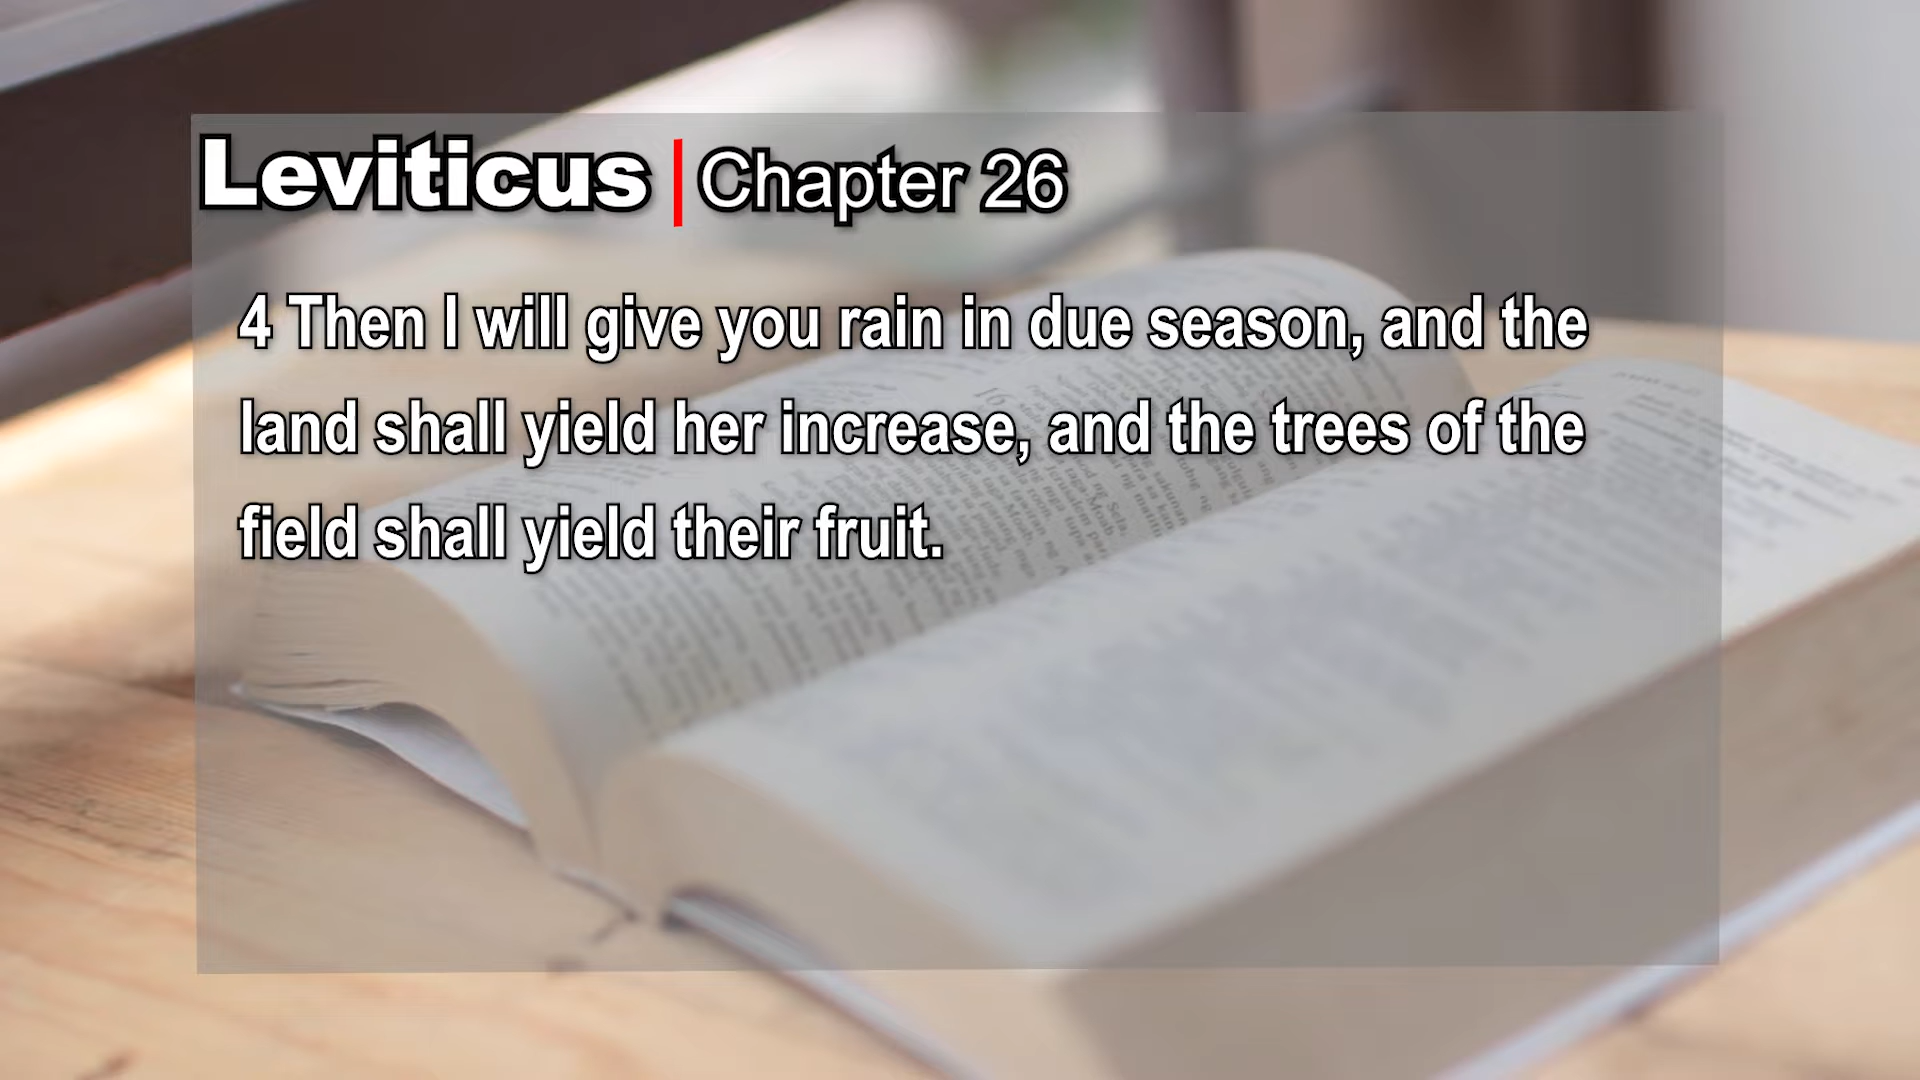 Leviticus | Chapter 26
4 Then I will give you rain in due season, and the
land shall yield her increase, and the trees of the
field shall yield their fruit.